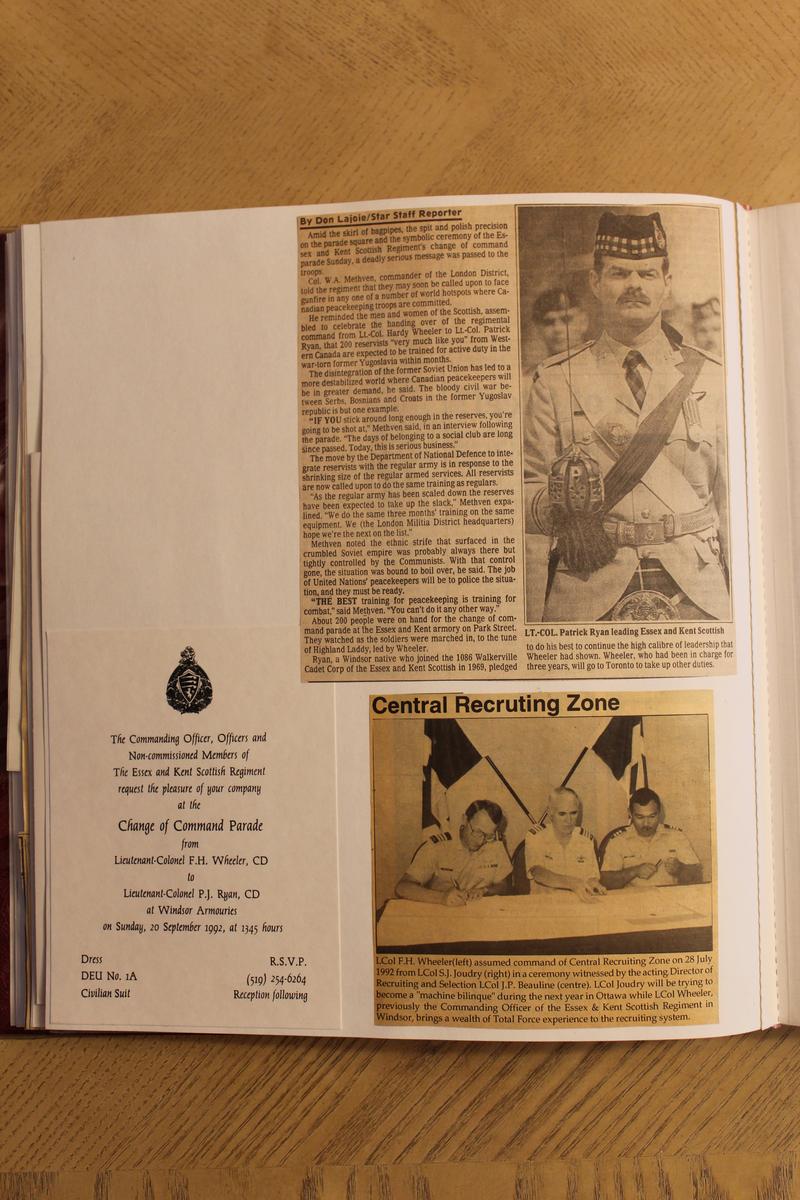 By Don Lajoie/Star Staff Reporter
Amid the skirl of bagpipes, the spit and polish precision
on the parade square and the symbolic ceremony of the Es-
sex and Kent Scottish Regiment's change of command
parade Sunday, a deadly serious message was passed to the
troops.
Col. W.A. Methven, commander of the London District,
told the regiment that they may soon be called upon to face
gunfire in any one of a number of world hotspots where Ca-
nadian peacekeeping troops are committed.
He reminded the men and women of the Scottish, assem-
bled to celebrate the handing over of the regimental
command from Lt.-Col. Hardy Wheeler to Lt.-Col. Patrick
Ryan, that 200 reservists "very much like you" from West-
ern Canada are expected to be trained for active duty in the
war-torn former Yugoslavia within months.
The disintegration of the former Soviet Union has led to a
more destabilized world where Canadian peacekeepers will
be in greater demand, he said. The bloody civil war be-
tween Serbs, Bosnians and Croats in the former Yugoslav
republic is but one example.
"IF YOU stick around long enough in the reserves, you're
going to be shot at," Methven said, in an interview following
the parade. "The days of belonging to a social club are long
since passed. Today, this is serious business."
The move by the Department of National Defence to inte-
grate reservists with the regular army is in response to the
shrinking size of the regular armed services. All reservists
are now called upon to do the same training as regulars.
"As the regular army has been scaled down the reserves
have been expected to take up the slack," Methven expa-
lined. "We do the same three months' training on the same
equipment. We (the London Militia District headquarters)
hope we're the next on the list."
Methven noted the ethnic strife that surfaced in the
crumbled Soviet empire was probably always there but
tightly controlled by the Communists. With that control
gone, the situation was bound to boil over, he said. The job
of United Nations' peacekeepers will be to police the situa-
tion, and they must be ready.
"THE BEST training for peacekeeping is training for
combat," said Methven. "You can't do it any other way."
About 200 people were on hand for the change of com-
mand parade at the Essex and Kent armory on Park Street.
They watched as the soldiers were marched in, to the tune
of Highland Laddy, led by Wheeler.
Ryan, a Windsor native who joined the 1086 Walkerville
Cadet Corp of the Essex and Kent Scottish in 1969, pledged
LT.-COL. Patrick Ryan leading Essex and Kent Scottish
to do his best to continue the high calibre of leadership that
Wheeler had shown. Wheeler, who had been in charge for
three years, will go to Toronto to take up other duties.
The Commanding Officer, Officers and
Non-commissioned Members of
The Essex and Kent Scottish Regiment
request the pleasure of your company
at the
Change of Command Parade
from
Lieutenant-Colonel F.H. Wheeler, CD
to
Lieutenant-Colonel P.J. Ryan, CD
at Windsor Armouries
on Sunday, 20 September 1992, at 1345 hours
Dress
DEU No. 1A
Civilian Suit
R.S.V.P.
(519) 254-6264
Reception following
Central Recruting Zone
LCol F.H. Wheeler(left) assumed command of Central Recruiting Zone on 28 July
1992 from LCol S.J. Joudry (right) in a ceremony witnessed by the acting Director of
Recruiting and Selection LCol J.P. Beauline (centre). LCol Joudry will be trying to
become a "machine bilinque" during the next year in Ottawa while LCol Wheeler,
previously the Commanding Officer of the Essex & Kent Scottish Regiment in
Windsor, brings a wealth of Total Force experience to the recruiting system.